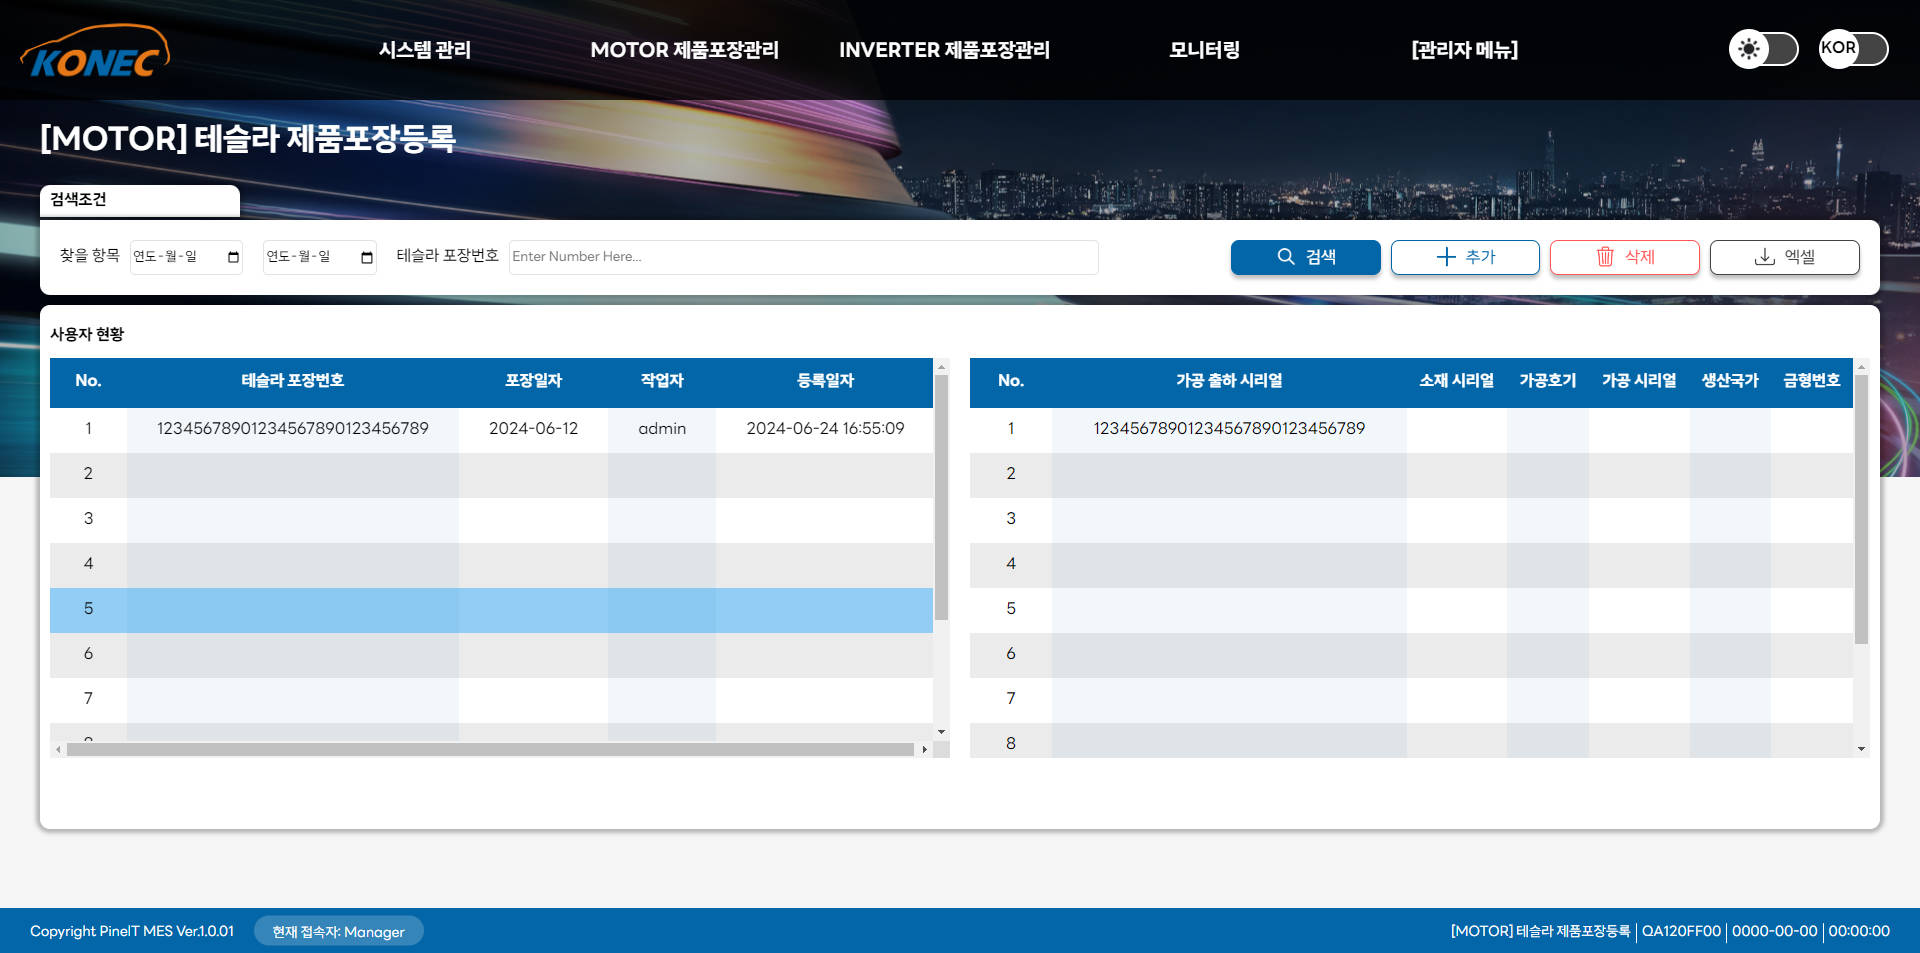 KONEC
시스템 관리 MOTOR 제품포장관리 INVERTER 제품포장관리 모니터링 [관리자 메뉴] KOR
[MOTOR] 테슬라 제품포장등록
검색조건
찾을 항목 연도-월-일 연도-월-일 테슬라 포장번호 Enter Number Here... 검색 추가 삭제 엑셀
사용자 현황
No. 테슬라 포장번호 포장일자 작업자 등록일자
1 12345678901234567890123456789 2024-06-12 admin 2024-06-24 16:55:09
2
3
4
5
6
7
No. 가공 출하 시리얼 소재 시리얼 가공호기 가공 시리얼 생산국가 금형번호
1 12345678901234567890123456789
2
3
4
5
6
7
8
Copyright PineIT MES Ver.1.0.01 현재 접속자: Manager [MOTOR] 테슬라 제품포장등록 QA120FF00 0000-00-00 00:00:00